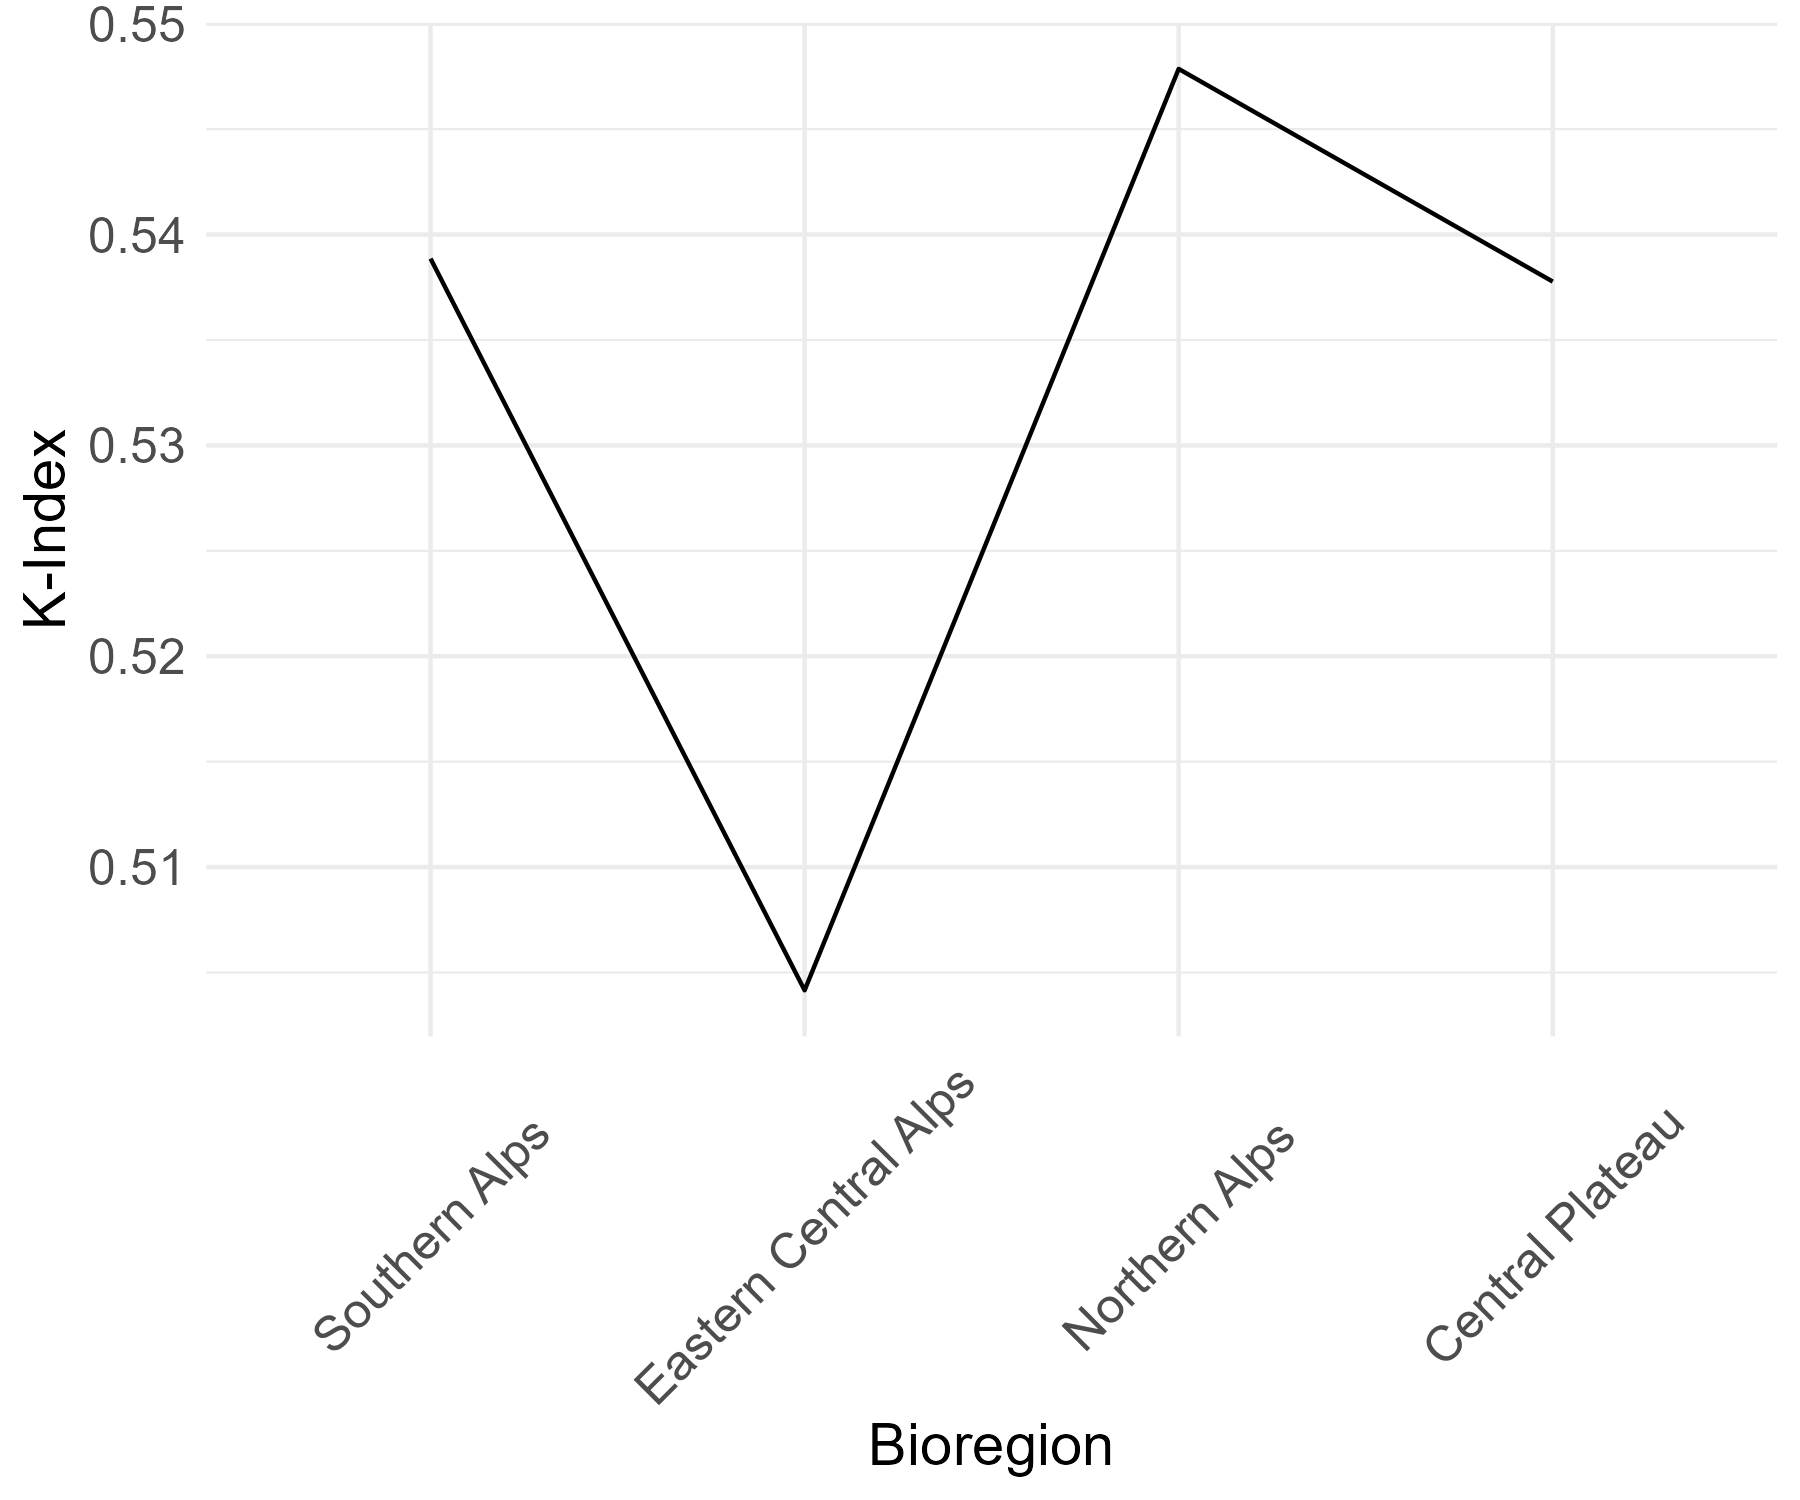 0.55
0.54
0.53
0.52
0.51
K-Index
Southern Alps
Eastern Central Alps
Northern Alps
Central Plateau
Bioregion